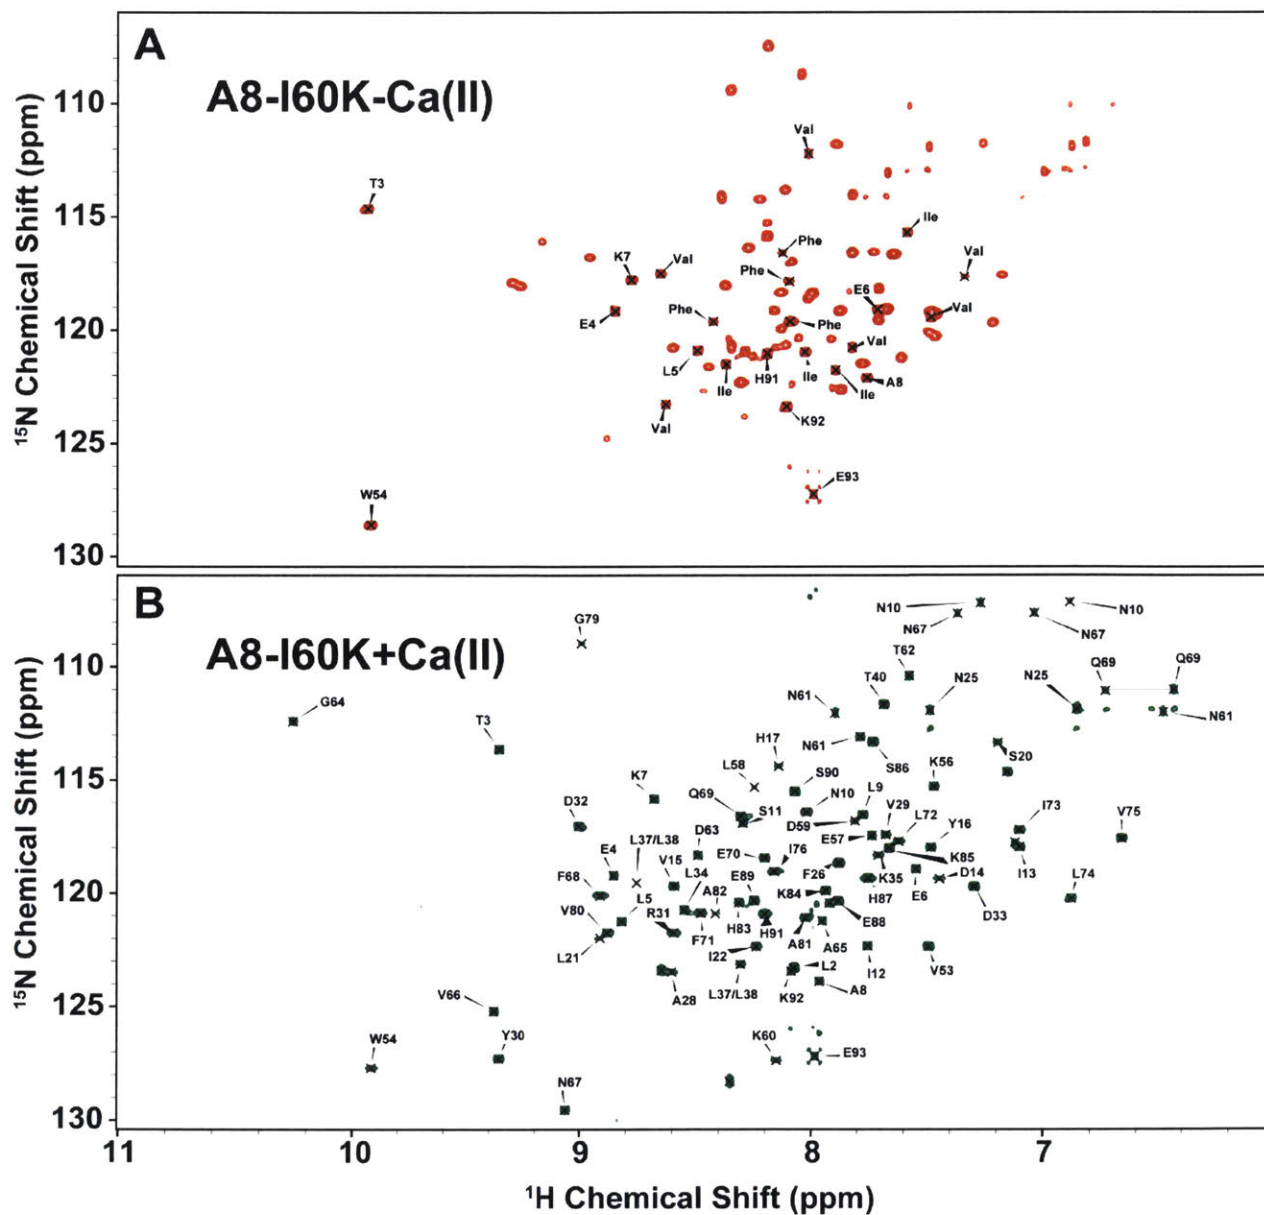 A
A8-I60K-Ca(II)
15N Chemical Shift (ppm)
110
115
120
125
130
T3
Val
Ile
K7
Val
Phe
Val
Phe
E6
E4
Phe
Phe
Val
Val
L5
Ile
H91
Ile
Ile
A8
Val
K92
E93
W54
B
A8-I60K+Ca(II)
15N Chemical Shift (ppm)
110
115
120
125
130
G79
N10
N10
N67
N67
T62
G64
T3
T40
N25
N25
Q69
Q69
N61
N61
H17
N61
S86
S20
L58
S90
K56
K7
Q69
S11
N10
L9
D59
V29
L72
I73
V75
D32
E57
Y16
D63
E70
I76
F26
K85
K35
D14
I13
L74
E4
L37/L38
V15
L34
F68
A82
E89
K84
H87
E6
D33
L5
V80
R31
F71
H83
H91
E88
A65
A81
L21
I22
L2
I12
V53
A28
L37/L38
K92
A8
V66
W54
Y30
K60
E93
N67
11
10
9
8
7
1H Chemical Shift (ppm)